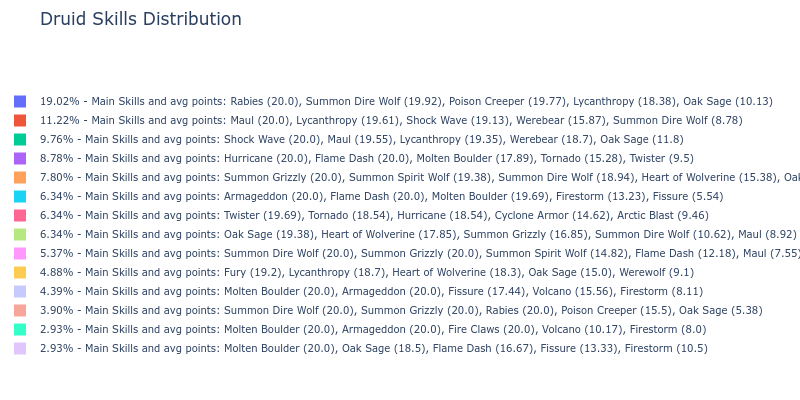 Druid Skills Distribution
19.02% - Main Skills and avg points: Rabies (20.0), Summon Dire Wolf (19.92), Poison Creeper (19.77), Lycanthropy (18.38), Oak Sage (10.13)
11.22% - Main Skills and avg points: Maul (20.0), Lycanthropy (19.61), Shock Wave (19.13), Werebear (15.87), Summon Dire Wolf (8.78)
9.76% - Main Skills and avg points: Shock Wave (20.0), Maul (19.55), Lycanthropy (19.35), Werebear (18.7), Oak Sage (11.8)
8.78% - Main Skills and avg points: Hurricane (20.0), Flame Dash (20.0), Molten Boulder (17.89), Tornado (15.28), Twister (9.5)
7.80% - Main Skills and avg points: Summon Grizzly (20.0), Summon Spirit Wolf (19.38), Summon Dire Wolf (18.94), Heart of Wolverine (15.38), Oak
6.34% - Main Skills and avg points: Armageddon (20.0), Flame Dash (20.0), Molten Boulder (19.69), Firestorm (13.23), Fissure (5.54)
6.34% - Main Skills and avg points: Twister (19.69), Tornado (18.54), Hurricane (18.54), Cyclone Armor (14.62), Arctic Blast (9.46)
6.34% - Main Skills and avg points: Oak Sage (19.38), Heart of Wolverine (17.85), Summon Grizzly (16.85), Summon Dire Wolf (10.62), Maul (8.92)
5.37% - Main Skills and avg points: Summon Dire Wolf (20.0), Summon Grizzly (20.0), Summon Spirit Wolf (14.82), Flame Dash (12.18), Maul (7.55)
4.88% - Main Skills and avg points: Fury (19.2), Lycanthropy (18.7), Heart of Wolverine (18.3), Oak Sage (15.0), Werewolf (9.1)
4.39% - Main Skills and avg points: Molten Boulder (20.0), Armageddon (20.0), Fissure (17.44), Volcano (15.56), Firestorm (8.11)
3.90% - Main Skills and avg points: Summon Dire Wolf (20.0), Summon Grizzly (20.0), Rabies (20.0), Poison Creeper (15.5), Oak Sage (5.38)
2.93% - Main Skills and avg points: Molten Boulder (20.0), Armageddon (20.0), Fire Claws (20.0), Volcano (10.17), Firestorm (8.0)
2.93% - Main Skills and avg points: Molten Boulder (20.0), Oak Sage (18.5), Flame Dash (16.67), Fissure (13.33), Firestorm (10.5)